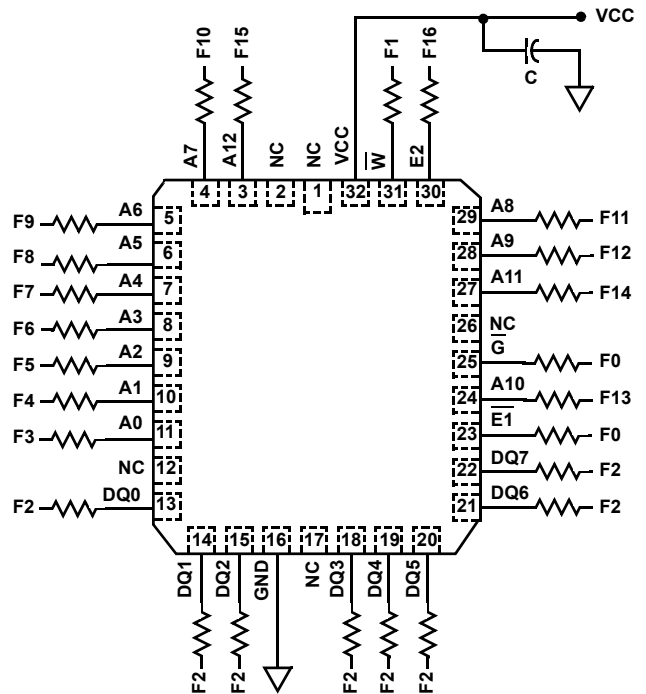 F10
F15
F1
F16
VCC
C
A7
A12
NC
NC
VCC
W
E2
4
3
2
1
32
31
30
F9
A6
5
F8
A5
6
F7
A4
7
F6
A3
8
F5
A2
9
F4
A1
10
F3
A0
11
NC
12
F2
DQ0
13
29
A8
F11
28
A9
F12
27
A11
F14
26
NC
25
G
F0
24
A10
F13
23
E1
F0
22
DQ7
F2
21
DQ6
F2
14
15
16
17
18
19
20
DQ1
DQ2
GND
NC
DQ3
DQ4
DQ5
F2
F2
F2
F2
F2